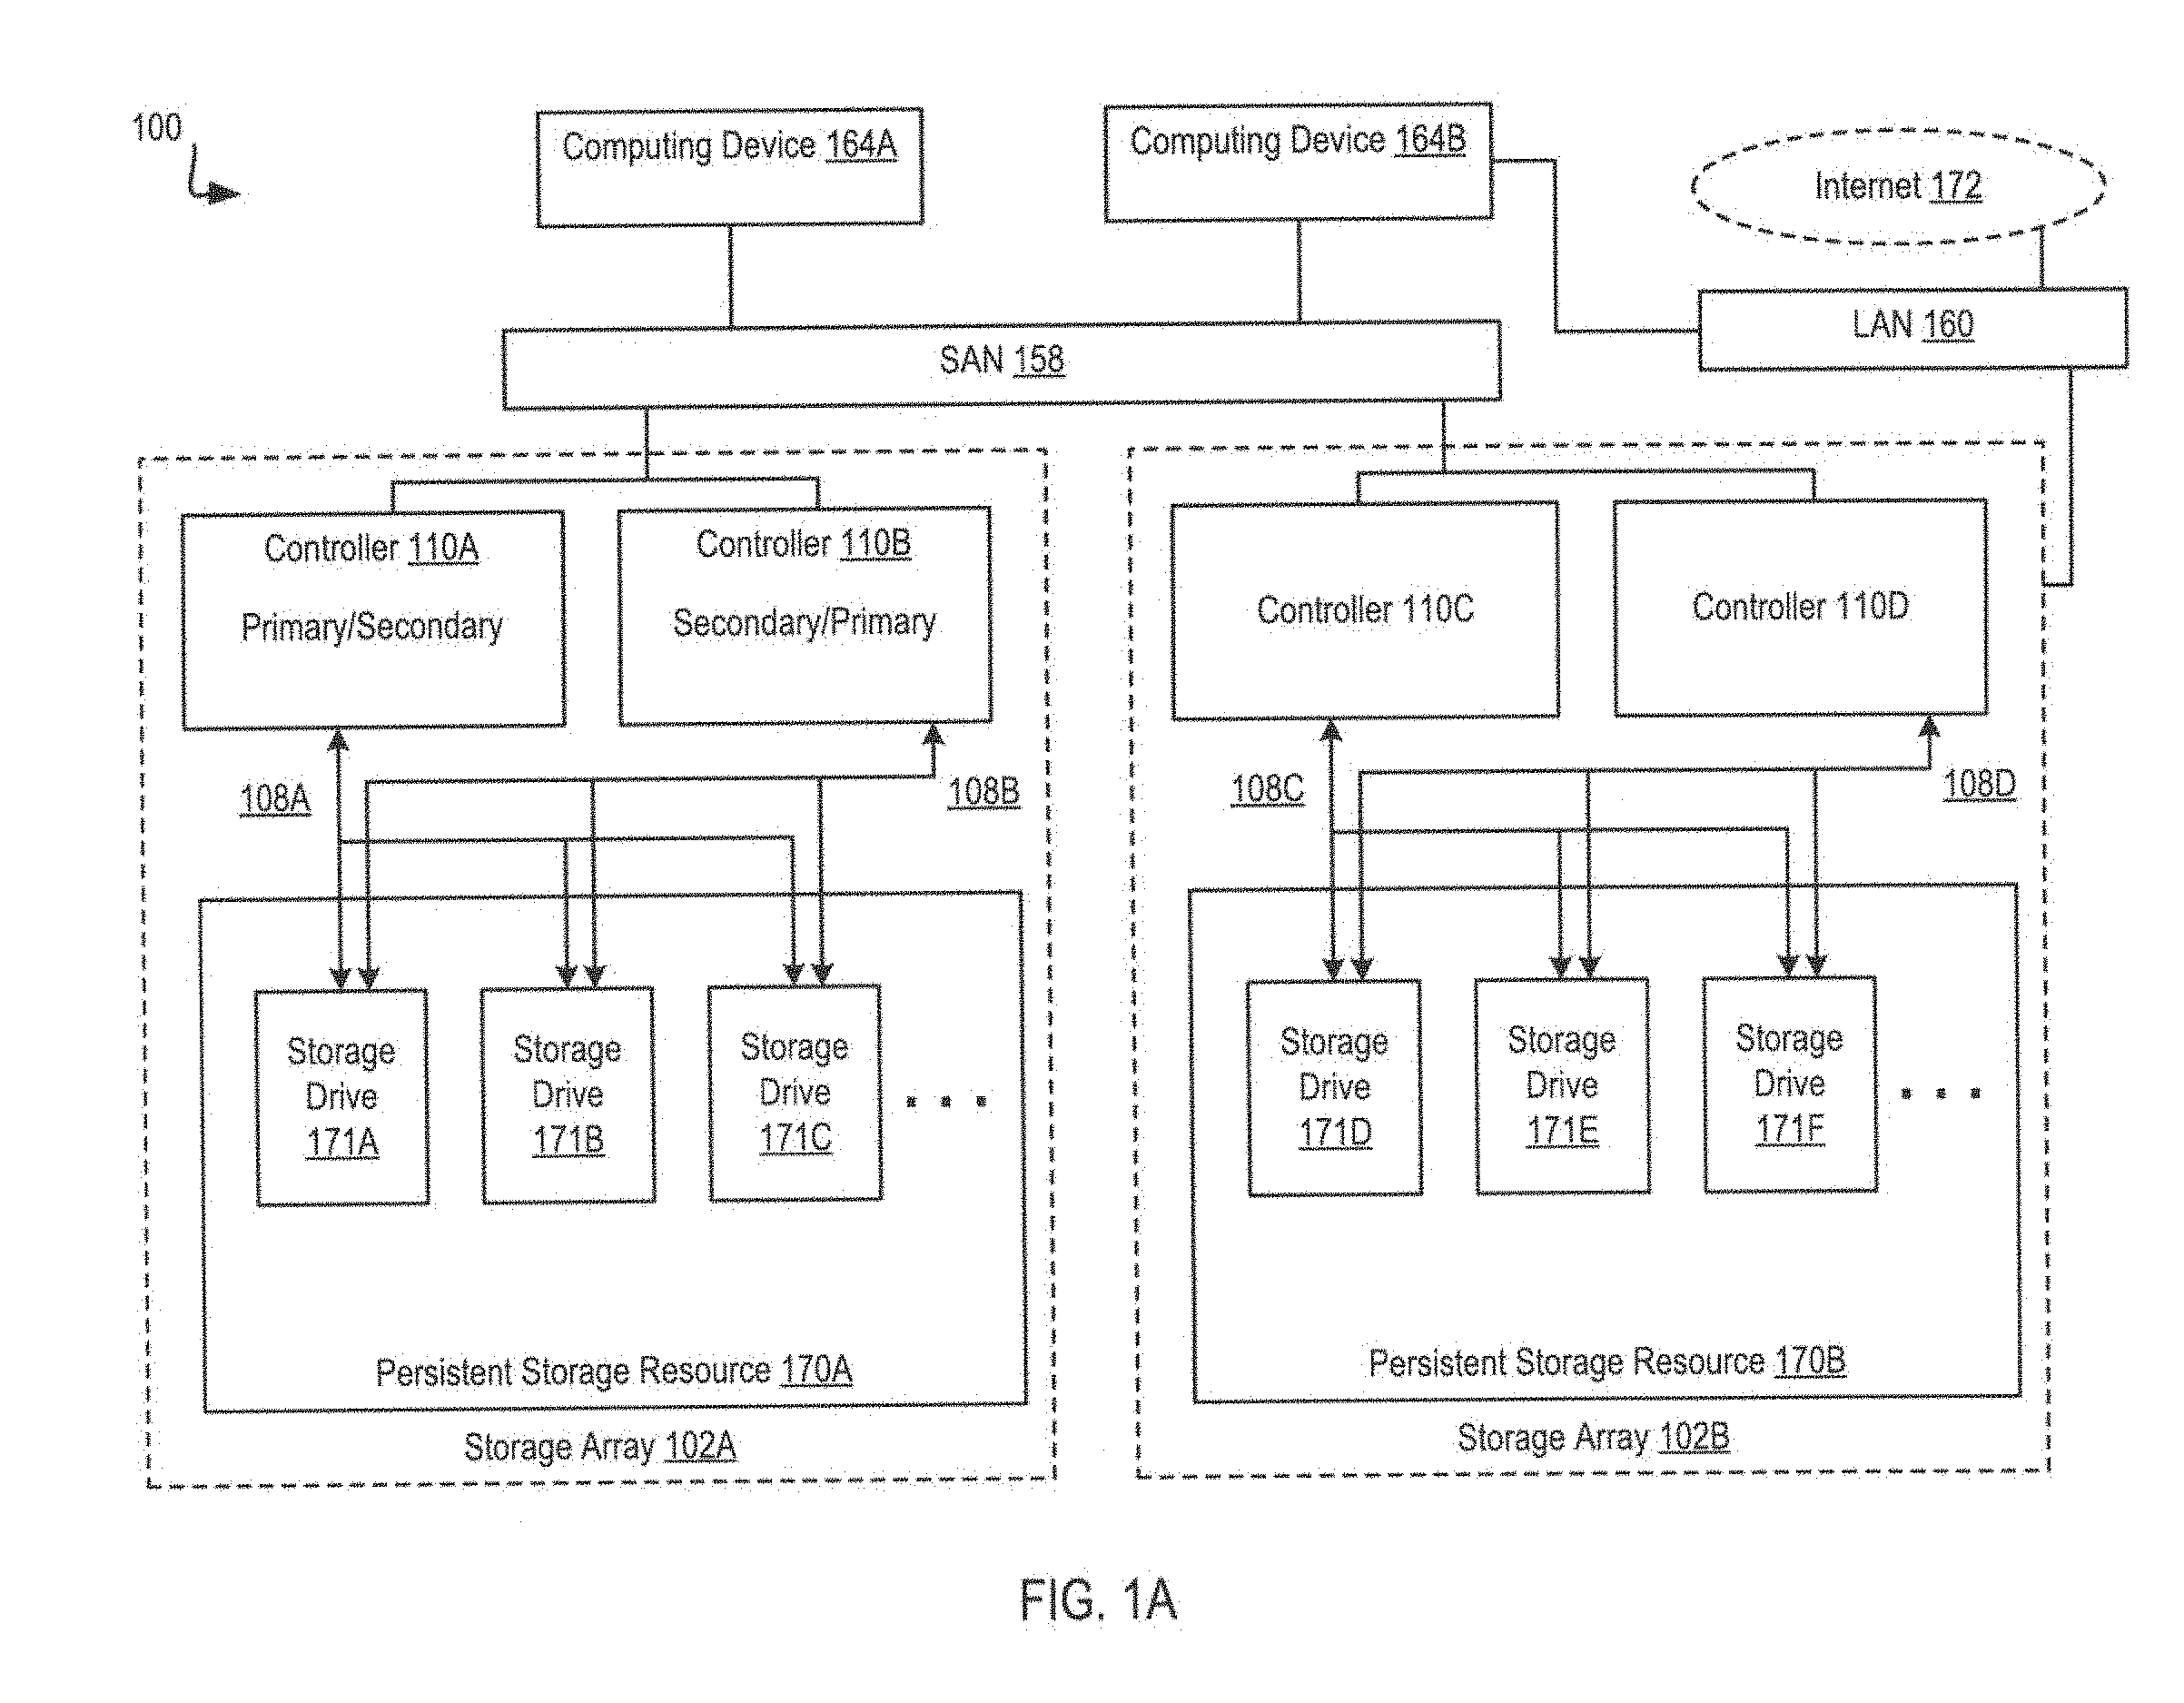 100
Computing Device 164A
Computing Device 164B
Internet 172
LAN 160
SAN 158
Controller 110A
Primary/Secondary
Controller 110B
Secondary/Primary
Controller 110C
Controller 110D
108A
108B
108C
108D
Storage
Drive
171A
Storage
Drive
171B
Storage
Drive
171C
. . .
Storage
Drive
171D
Storage
Drive
171E
Storage
Drive
171F
. . .
Persistent Storage Resource 170A
Persistent Storage Resource 170B
Storage Array 102A
Storage Array 102B
FIG. 1A